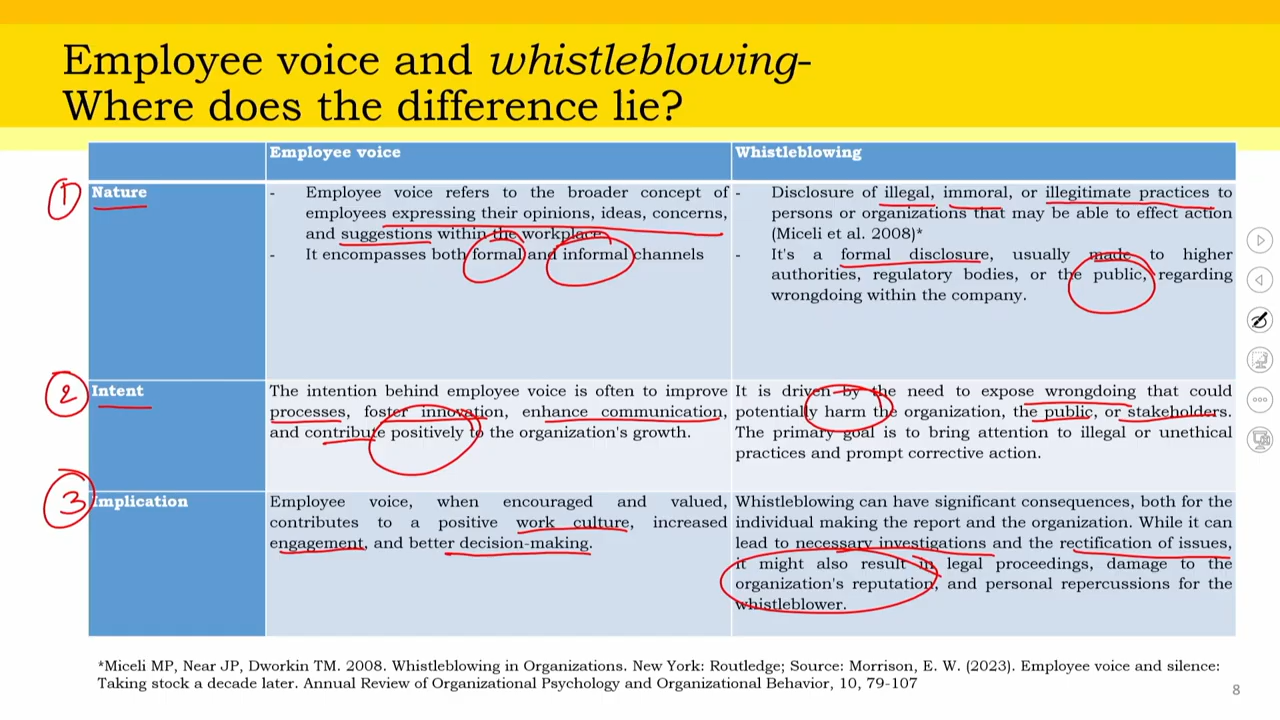 Employee voice and whistleblowing-
Where does the difference lie?
Employee voice
Whistleblowing
1
Nature
- Employee voice refers to the broader concept of
employees expressing their opinions, ideas, concerns,
and suggestions within the workplace.
- It encompasses both formal and informal channels
- Disclosure of illegal, immoral, or illegitimate practices to
persons or organizations that may be able to effect action
(Miceli et al. 2008)*
- It's a formal disclosure, usually made to higher
authorities, regulatory bodies, or the public, regarding
wrongdoing within the company.
2
Intent
The intention behind employee voice is often to improve
processes, foster innovation, enhance communication,
and contribute positively to the organization's growth.
It is driven by the need to expose wrongdoing that could
potentially harm the organization, the public, or stakeholders.
The primary goal is to bring attention to illegal or unethical
practices and prompt corrective action.
3
Implication
Employee voice, when encouraged and valued,
contributes to a positive work culture, increased
engagement, and better decision-making.
Whistleblowing can have significant consequences, both for the
individual making the report and the organization. While it can
lead to necessary investigations and the rectification of issues,
it might also result in legal proceedings, damage to the
organization's reputation, and personal repercussions for the
whistleblower.
*Miceli MP, Near JP, Dworkin TM. 2008. Whistleblowing in Organizations. New York: Routledge; Source: Morrison, E. W. (2023). Employee voice and silence:
Taking stock a decade later. Annual Review of Organizational Psychology and Organizational Behavior, 10, 79-107
8